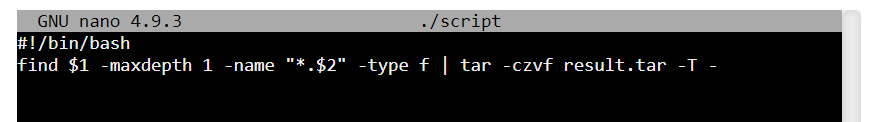 GNU nano 4.9.3 ./script
#!/bin/bash
find $1 -maxdepth 1 -name "*.$2" -type f | tar -czvf result.tar -T -